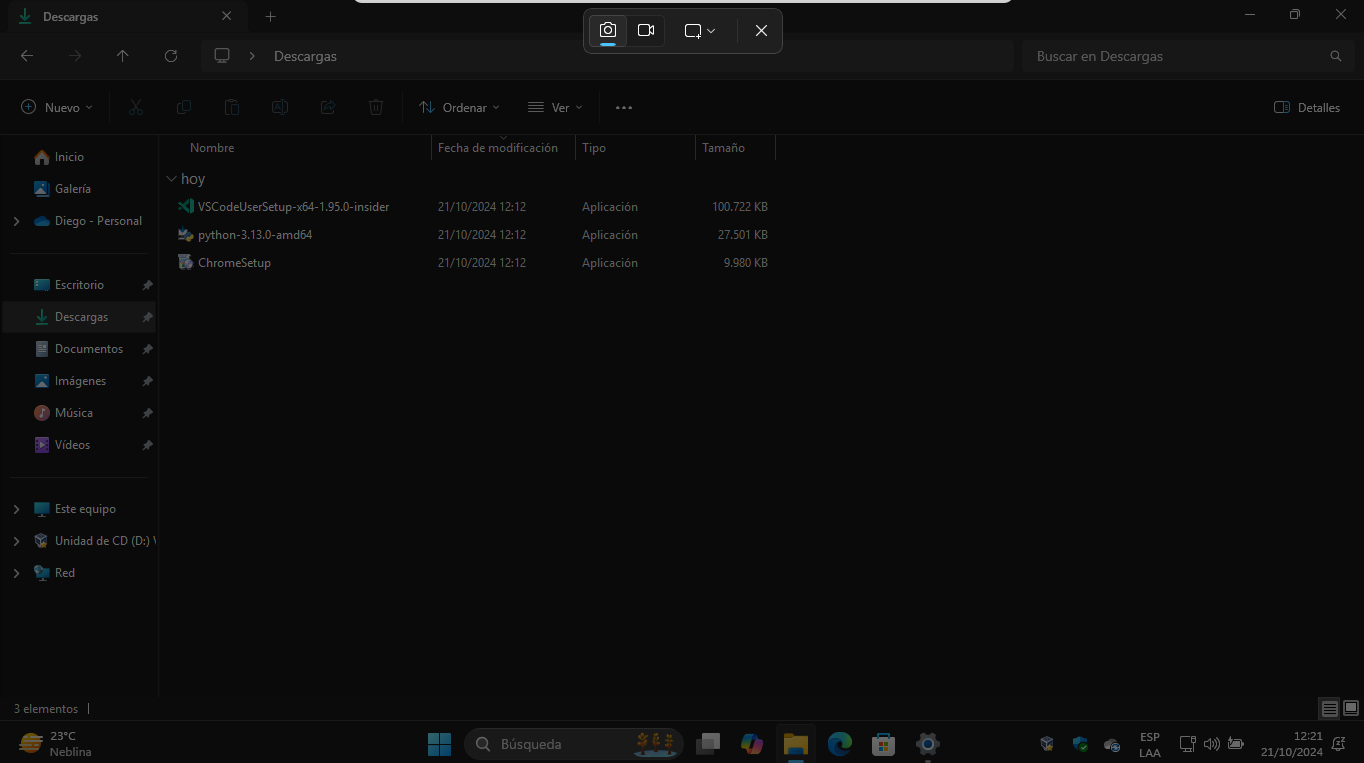 Descargas
Descargas
Buscar en Descargas
Nuevo
Ordenar
Ver
Detalles
Nombre
Fecha de modificación
Tipo
Tamaño
Inicio
Galería
Diego - Personal
Escritorio
Descargas
Documentos
Imágenes
Música
Vídeos
Este equipo
Unidad de CD (D:) V
Red
hoy
VSCodeUserSetup-x64-1.95.0-insider 21/10/2024 12:12 Aplicación 100.722 KB
python-3.13.0-amd64 21/10/2024 12:12 Aplicación 27.501 KB
ChromeSetup 21/10/2024 12:12 Aplicación 9.980 KB
3 elementos
23°C
Neblina
Búsqueda
ESP
LAA
12:21
21/10/2024